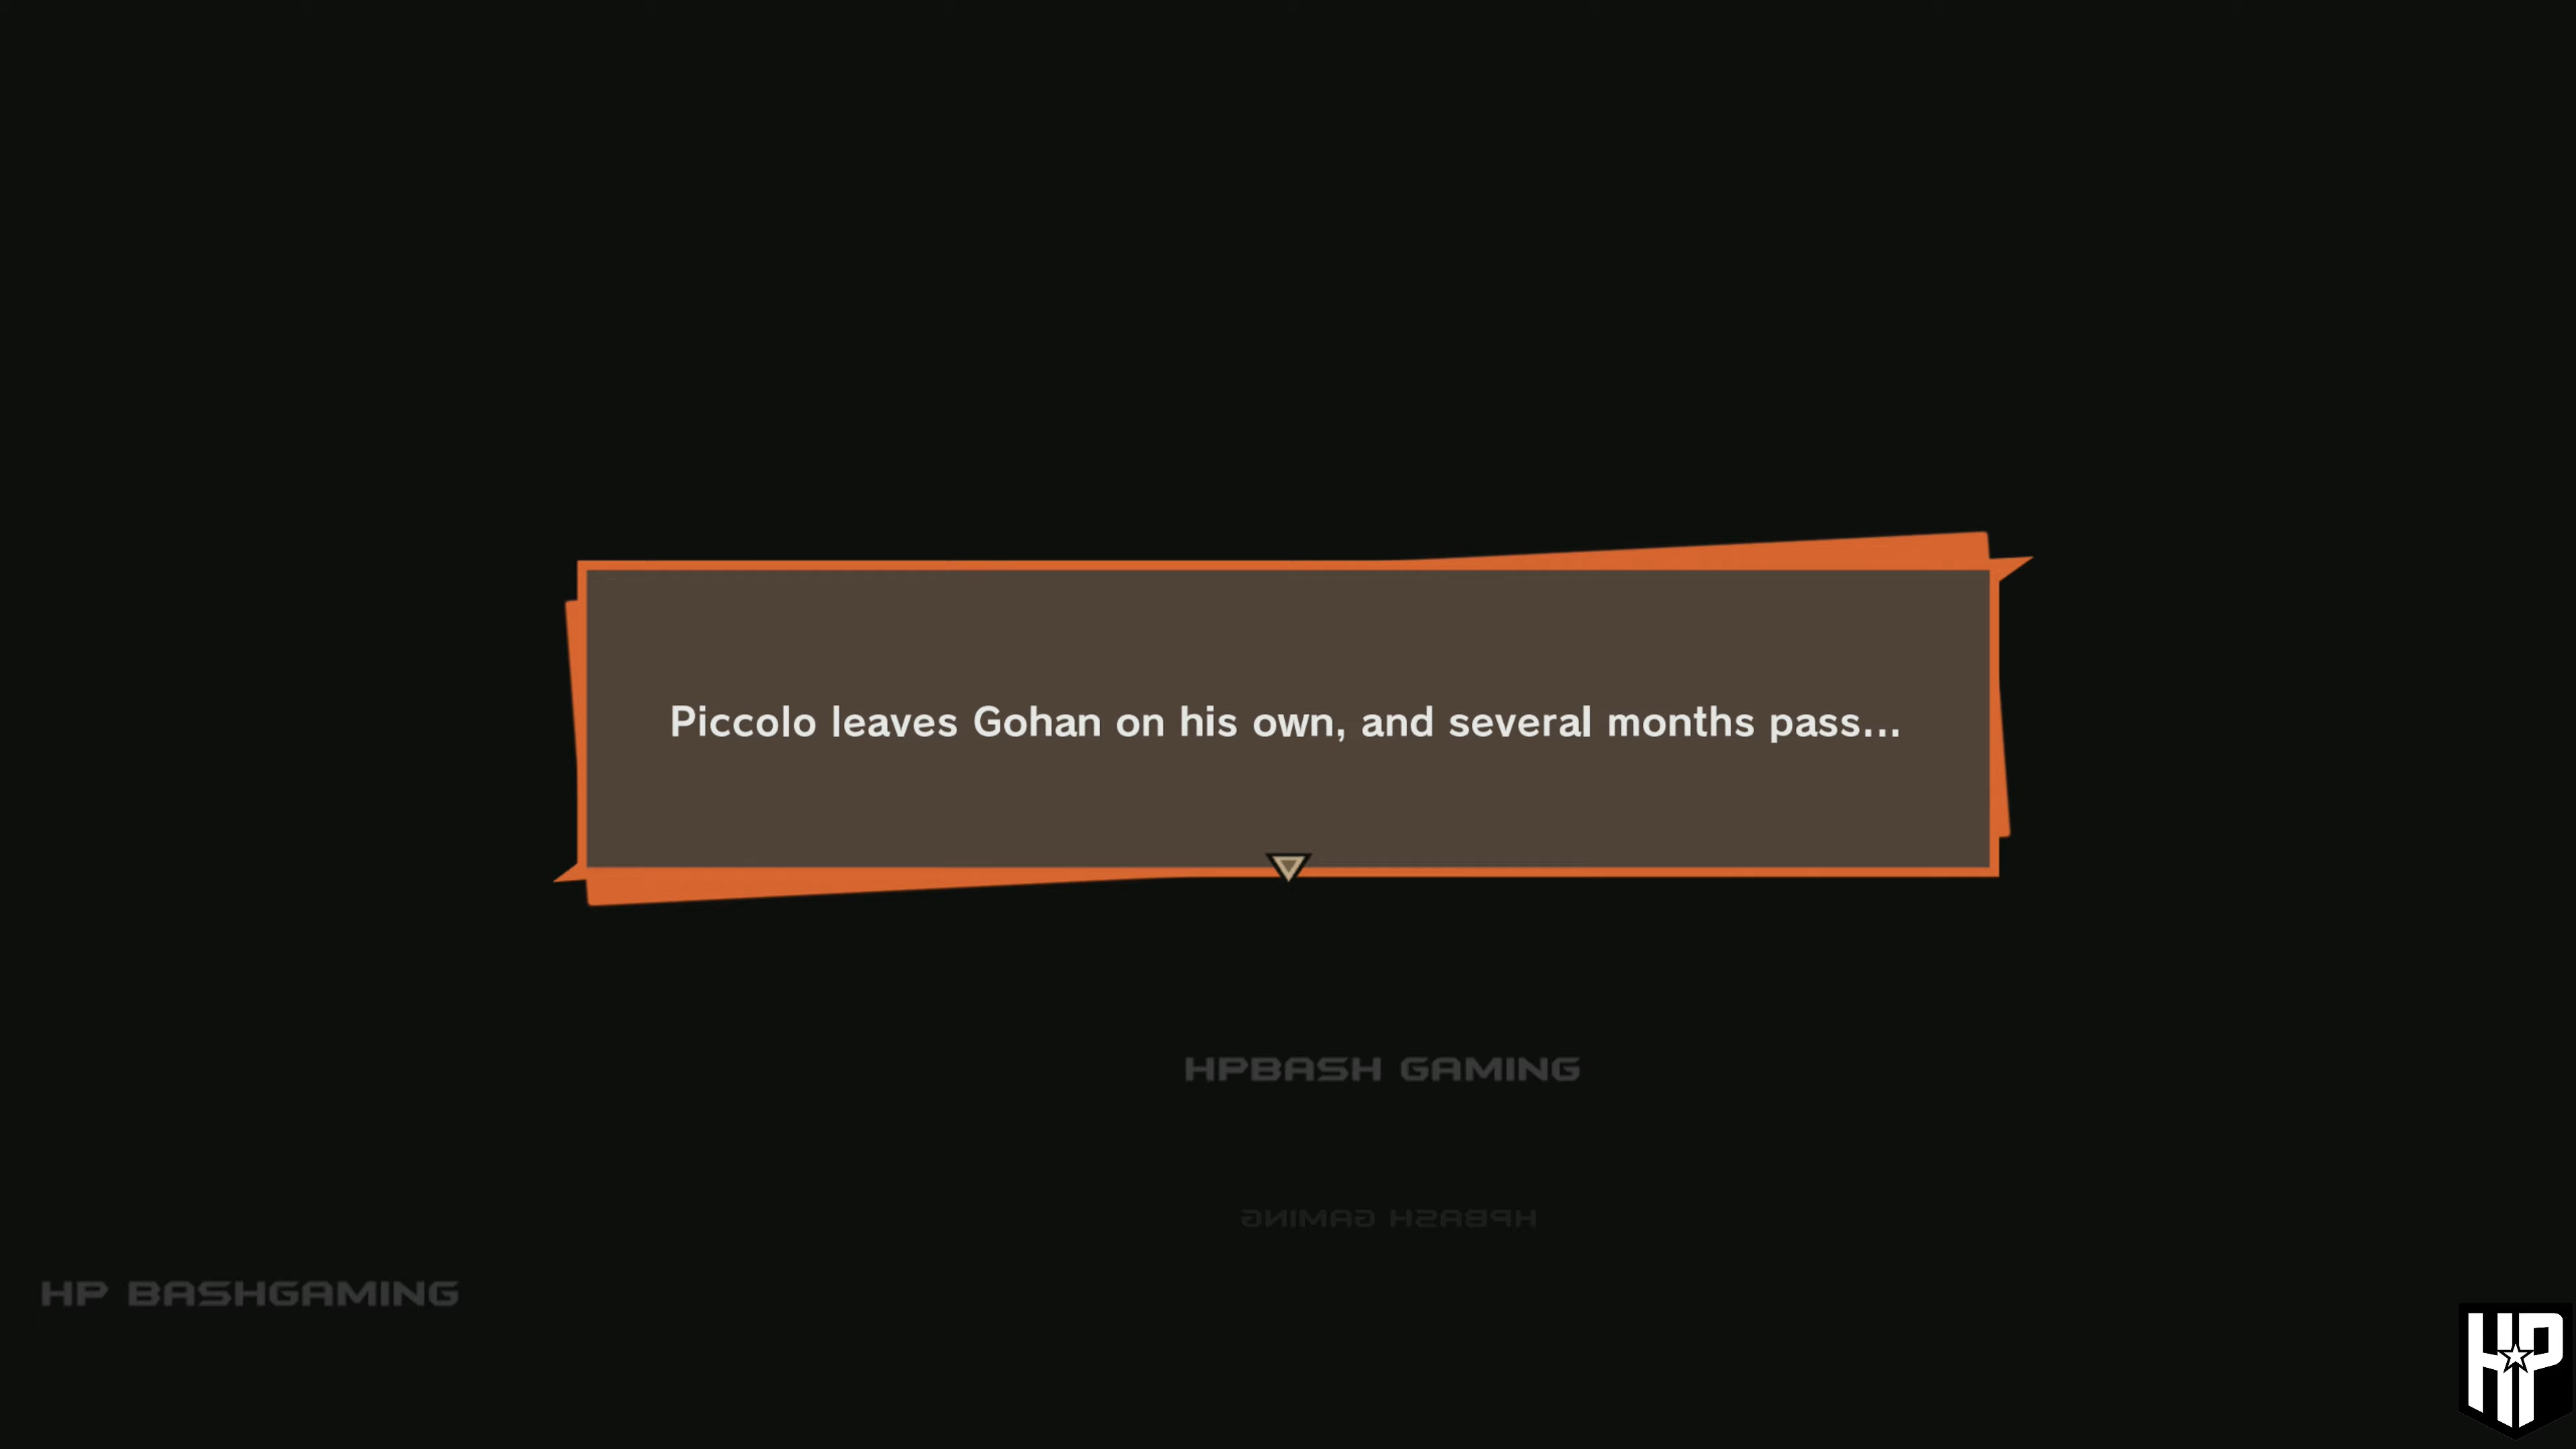 Piccolo leaves Gohan on his own, and several months pass...
HPBASH GAMING
HPBASH GAMING
HP BASHGAMING
HP